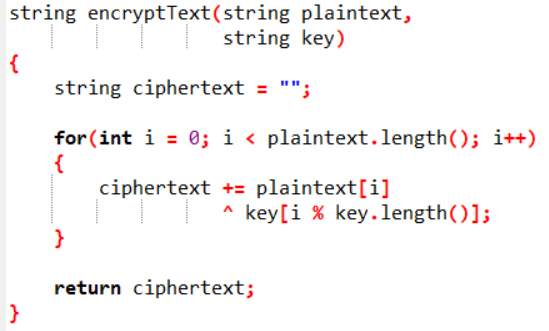 string encryptText(string plaintext,
                   string key)
{
    string ciphertext = "";

    for(int i = 0; i < plaintext.length(); i++)
    {
        ciphertext += plaintext[i]
                   ^ key[i % key.length()];
    }

    return ciphertext;
}